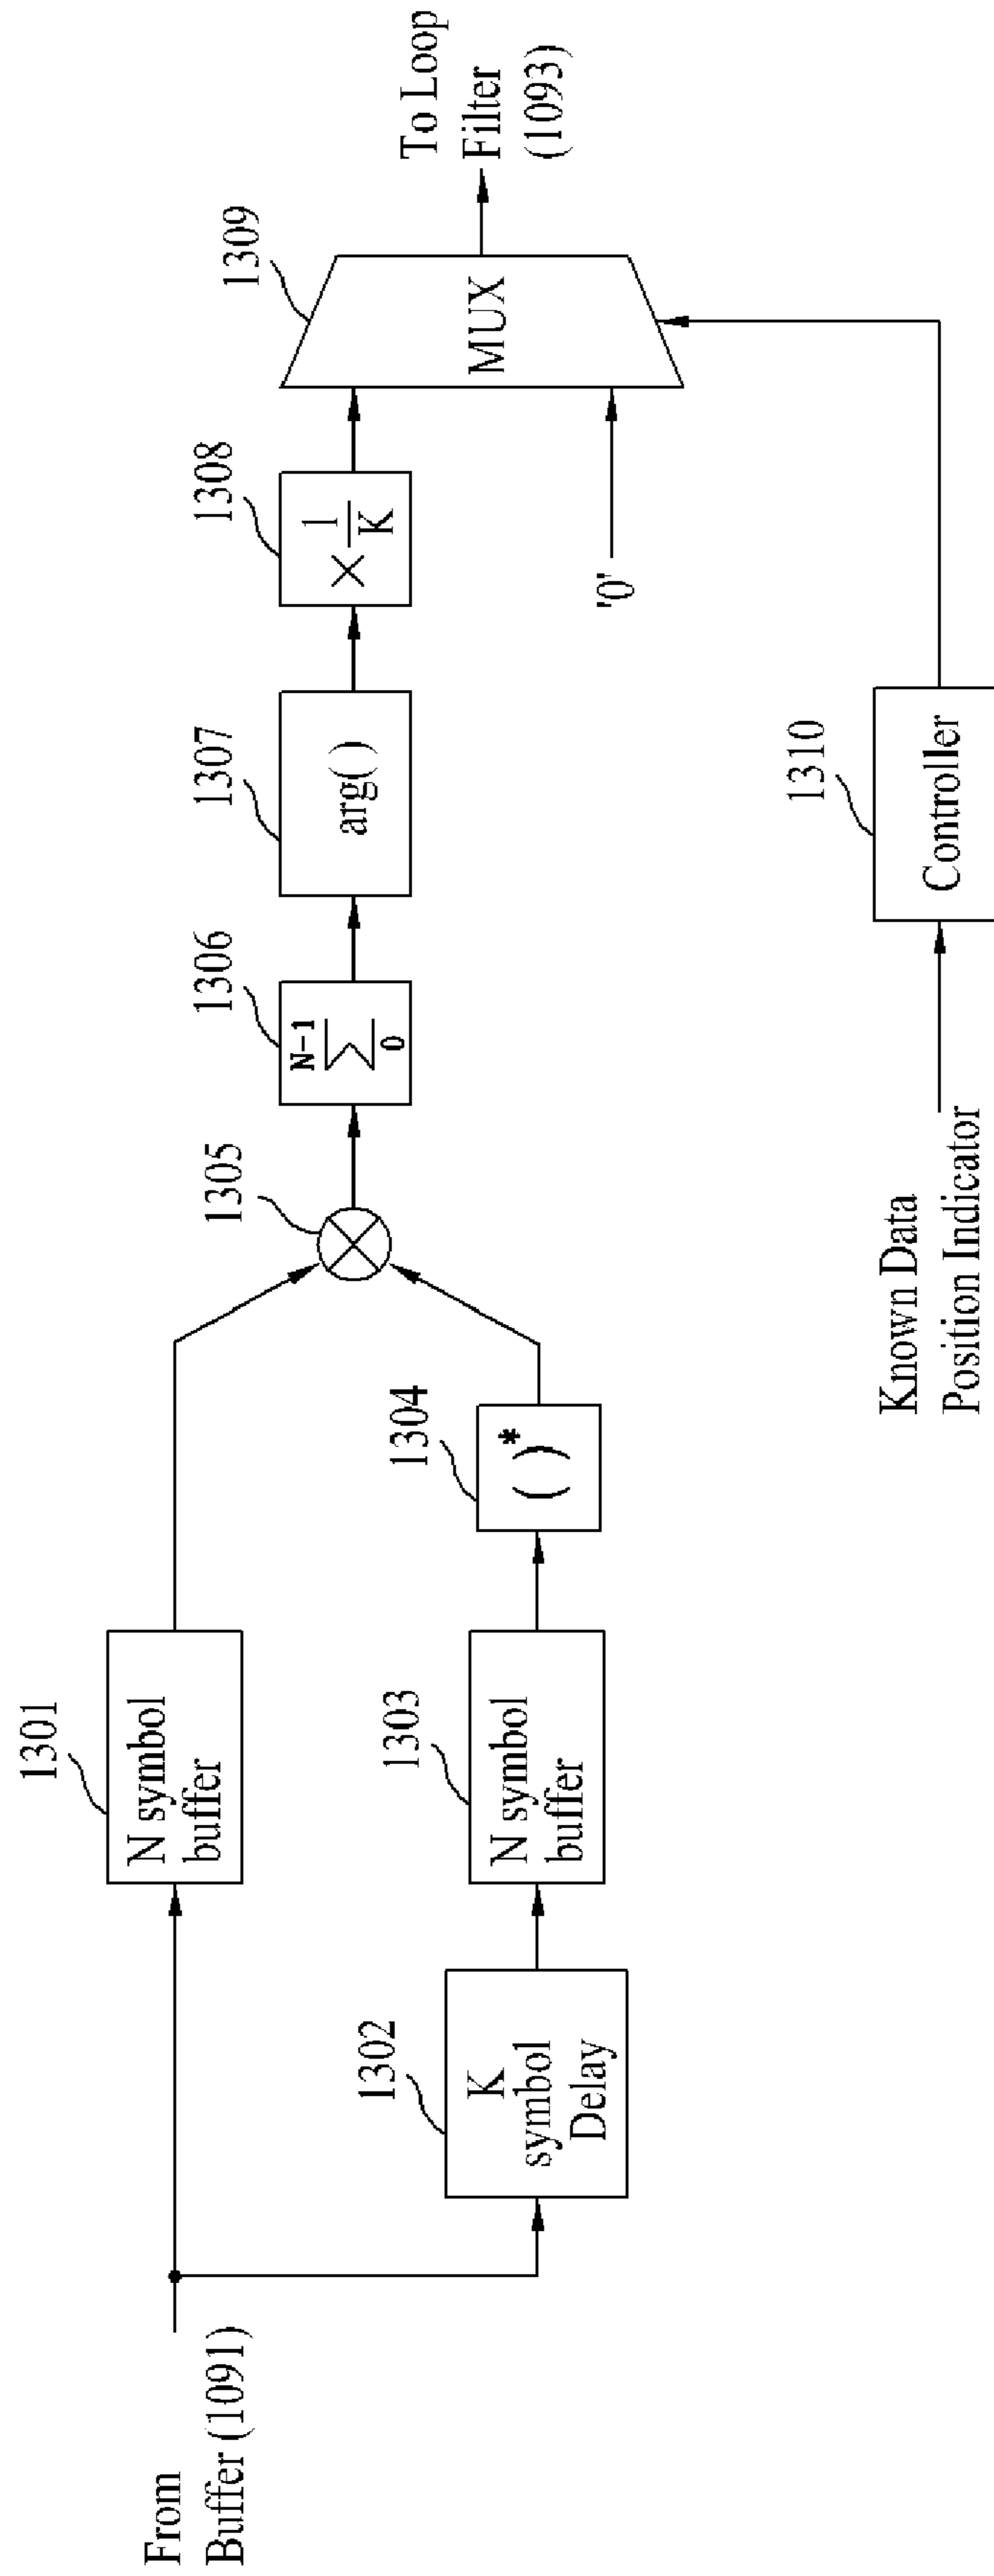 From
Buffer (1091)
1301
N symbol
buffer
1302
K
symbol
Delay
1303
N symbol
buffer
1304
( )*
1305
1306
N-1
∑
0
1307
arg( )
1308
× 1/K
1309
MUX
'0'
To Loop
Filter
(1093)
Known Data
Position Indicator
1310
Controller